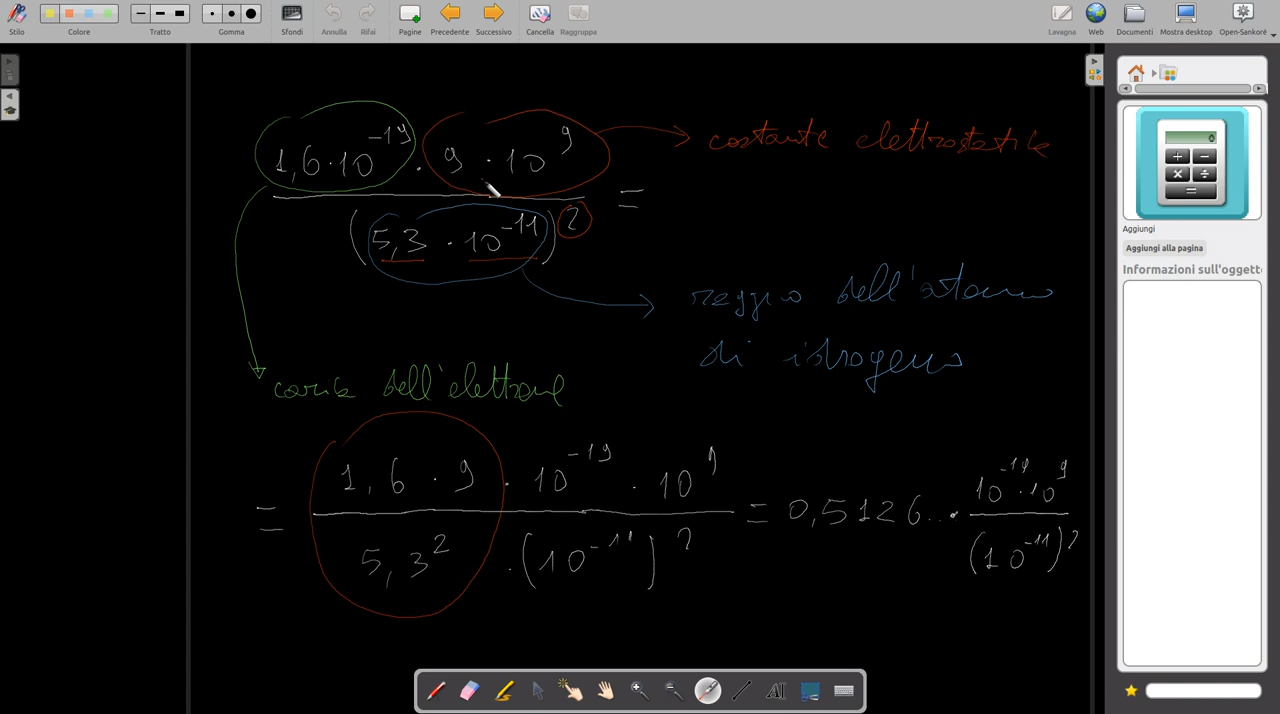 Stilo Colore Tratto Gomma Sfondi Annulla Rifai Pagine Precedente Successivo Cancella Raggruppa Lavagna Web Documenti Mostra desktop Open-Sankoré
1,6·10^-19 · 9·10^9
(5,3·10^-11)^2 =
costante elettrostatica
raggio dell'atomo
di idrogeno
carica dell'elettrone
= 1,6·9 · 10^-19 · 10^9
5,3^2 · (10^-11)^2
= 0,5126... · 10^-19 · 10^9
(10^-11)^2
0
Aggiungi
Aggiungi alla pagina
Informazioni sull'oggett